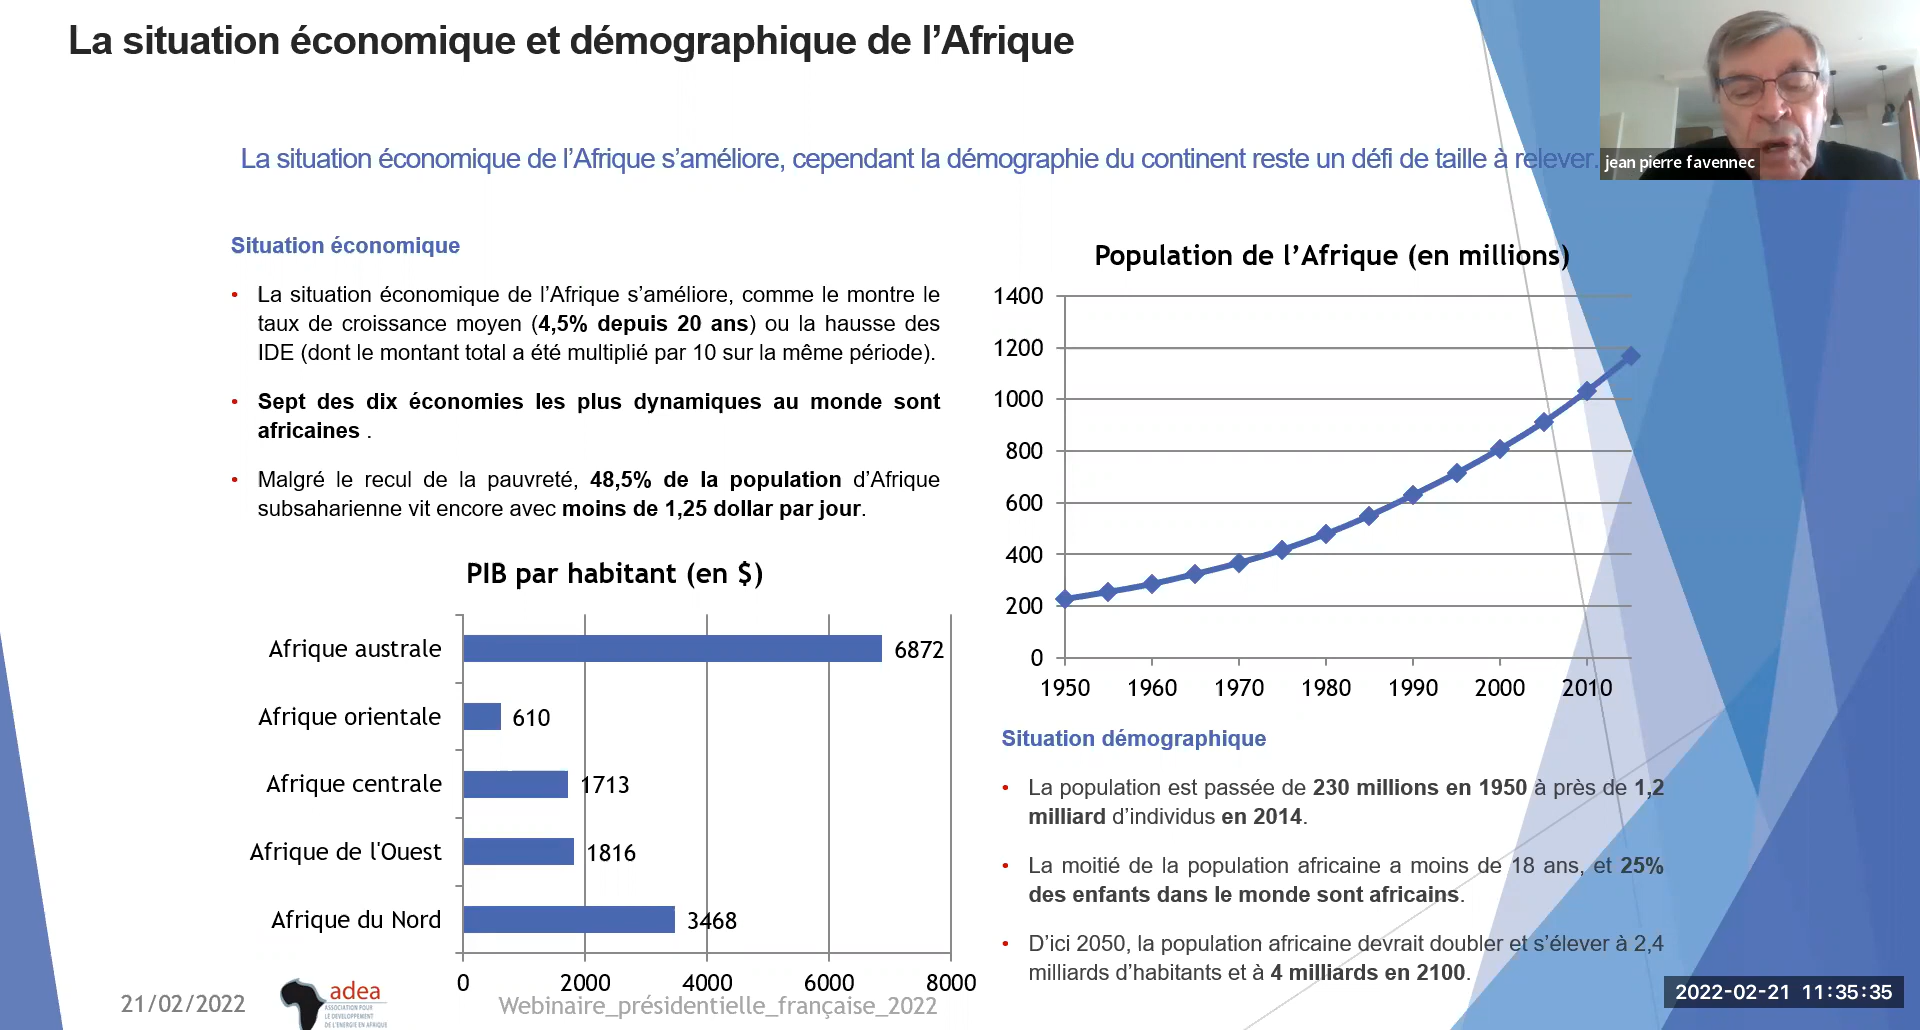 La situation économique et démographique de l’Afrique
La situation économique de l’Afrique s’améliore, cependant la démographie du continent reste un défi de taille à relever.
jean pierre favennec
Situation économique
• La situation économique de l’Afrique s’améliore, comme le montre le
taux de croissance moyen (4,5% depuis 20 ans) ou la hausse des
IDE (dont le montant total a été multiplié par 10 sur la même période).
• Sept des dix économies les plus dynamiques au monde sont
africaines .
• Malgré le recul de la pauvreté, 48,5% de la population d’Afrique
subsaharienne vit encore avec moins de 1,25 dollar par jour.
PIB par habitant (en $)
Afrique australe 6872
Afrique orientale 610
Afrique centrale 1713
Afrique de l'Ouest 1816
Afrique du Nord 3468
0 2000 4000 6000 8000
Population de l’Afrique (en millions)
1400
1200
1000
800
600
400
200
0
1950 1960 1970 1980 1990 2000 2010
Situation démographique
• La population est passée de 230 millions en 1950 à près de 1,2
milliard d’individus en 2014.
• La moitié de la population africaine a moins de 18 ans, et 25%
des enfants dans le monde sont africains.
• D’ici 2050, la population africaine devrait doubler et s’élever à 2,4
milliards d’habitants et à 4 milliards en 2100.
21/02/2022
adea
ASSOCIATION POUR
LE DEVELOPPEMENT
DE L'ENERGIE EN AFRIQUE
Webinaire_présidentielle_française_2022
2022-02-21 11:35:35